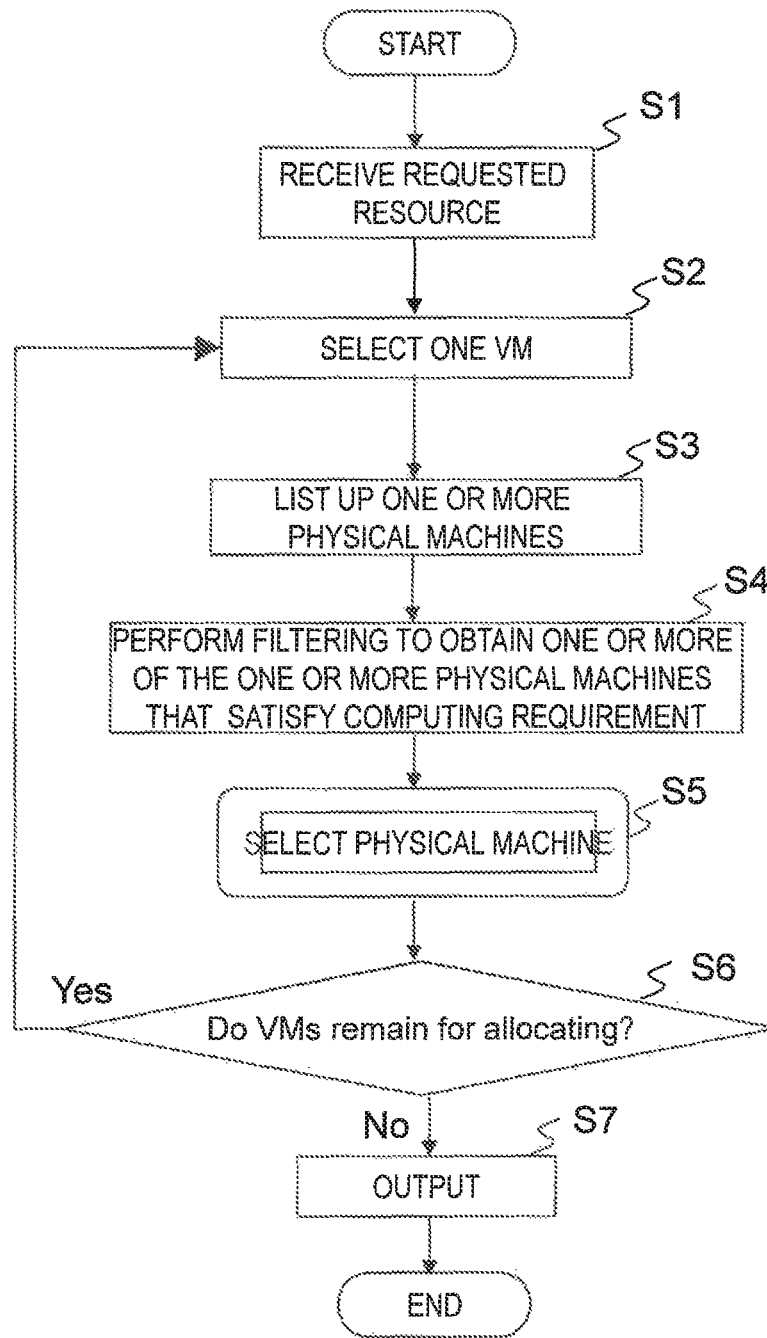 START
S1
RECEIVE REQUESTED
RESOURCE
S2
SELECT ONE VM
S3
LIST UP ONE OR MORE
PHYSICAL MACHINES
S4
PERFORM FILTERING TO OBTAIN ONE OR MORE
OF THE ONE OR MORE PHYSICAL MACHINES
THAT SATISFY COMPUTING REQUIREMENT
S5
SELECT PHYSICAL MACHINE
S6
Yes
Do VMs remain for allocating?
No
S7
OUTPUT
END